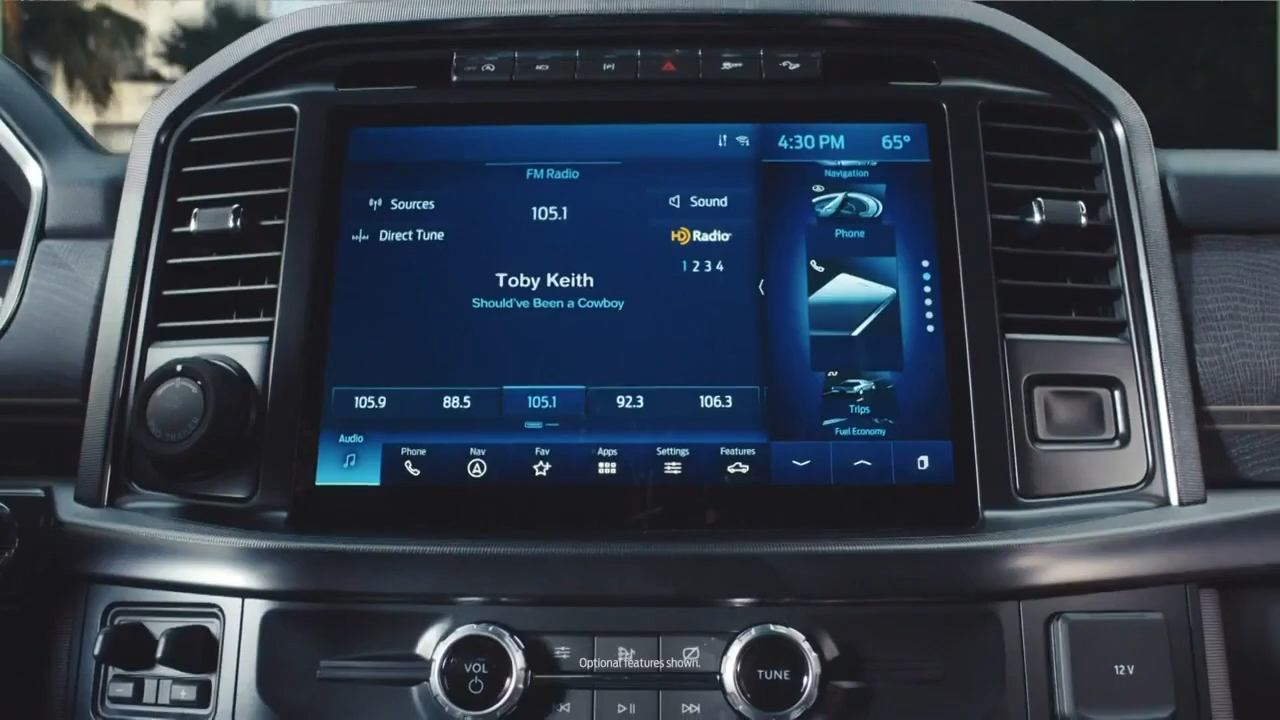 4:30 PM 65°
FM Radio
Navigation
Sources
105.1
Sound
Direct Tune
HD Radio
Phone
1 2 3 4
Toby Keith
Should've Been a Cowboy
105.9 88.5 105.1 92.3 106.3
Trips
Fuel Economy
Audio
Phone Nav Fav Apps Settings Features
PRO TRAILER
VOL
TUNE
12 V
Optional features shown.